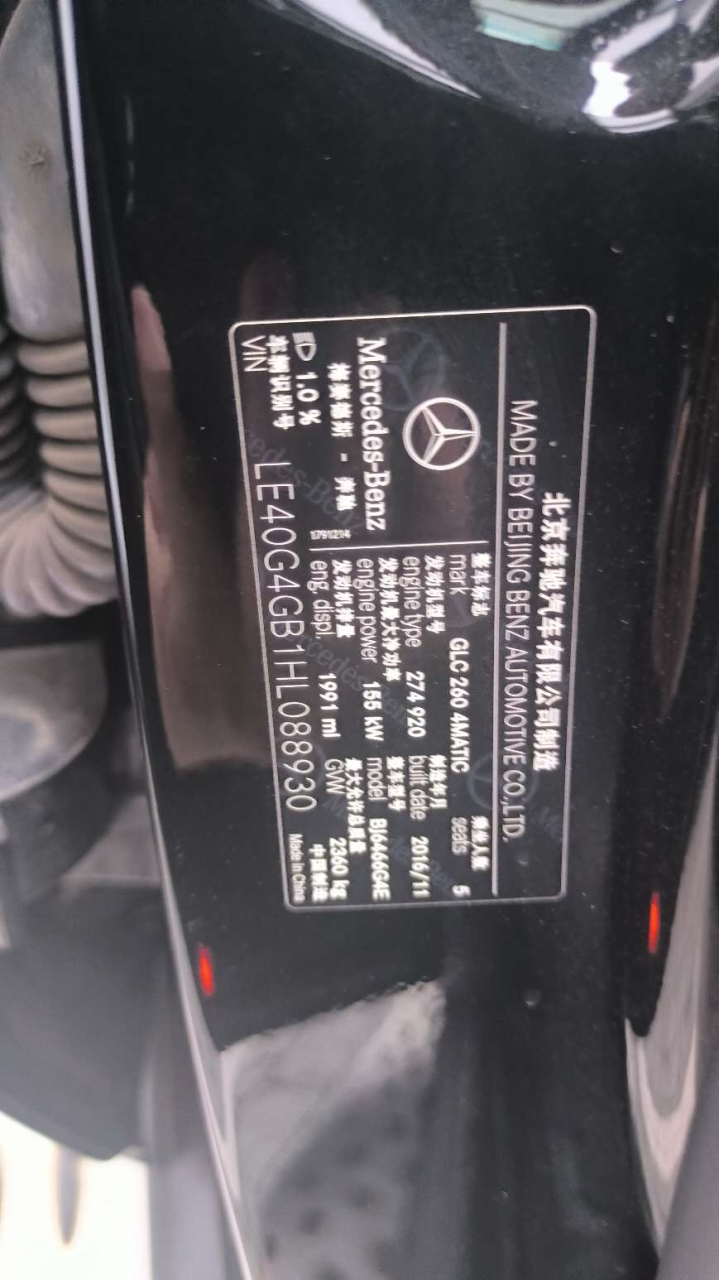 北京奔驰汽车有限公司制造
MADE BY BEIJING BENZ AUTOMOTIVE CO.,LTD.
整车标志 乘坐人数
mark GLC 260 4MATIC seats 5
发动机型号 制造年月
engine type 274 920 built date 2016/11
发动机最大净功率 整车型号
engine power 155 kW model BJ6466G4E
发动机排量 最大允许总质量
eng. displ. 1991 ml GVW 2360 kg
Mercedes-Benz
梅赛德斯 - 奔驰
1791214
1.0 %
车辆识别号
VIN LE40G4GB1HL088930
中国制造
Made in China